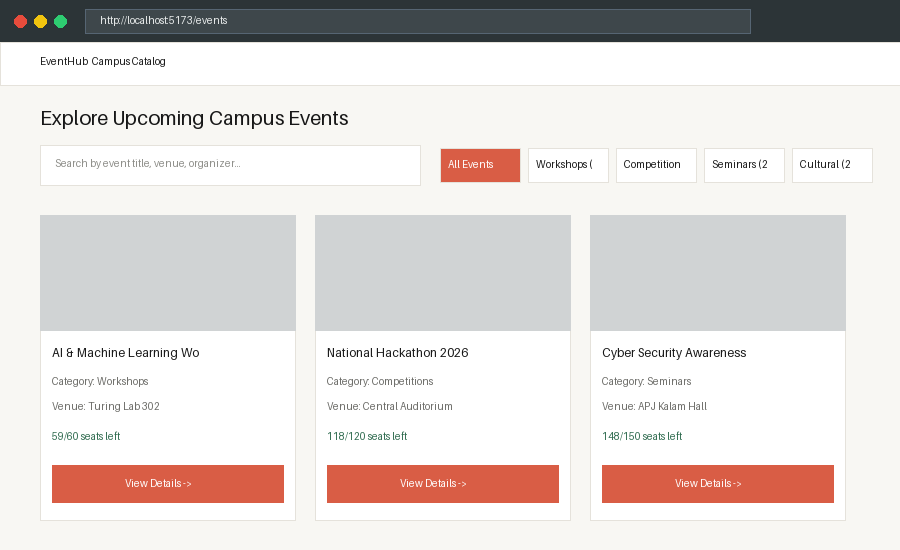 http://localhost:5173/events
EventHub Campus Catalog
Explore Upcoming Campus Events
Search by event title, venue, organizer...
All Events
Workshops (
Competition
Seminars (2
Cultural (2
AI & Machine Learning Wo
Category: Workshops
Venue: Turing Lab 302
59/60 seats left
View Details ->
National Hackathon 2026
Category: Competitions
Venue: Central Auditorium
118/120 seats left
View Details ->
Cyber Security Awareness
Category: Seminars
Venue: APJ Kalam Hall
148/150 seats left
View Details ->